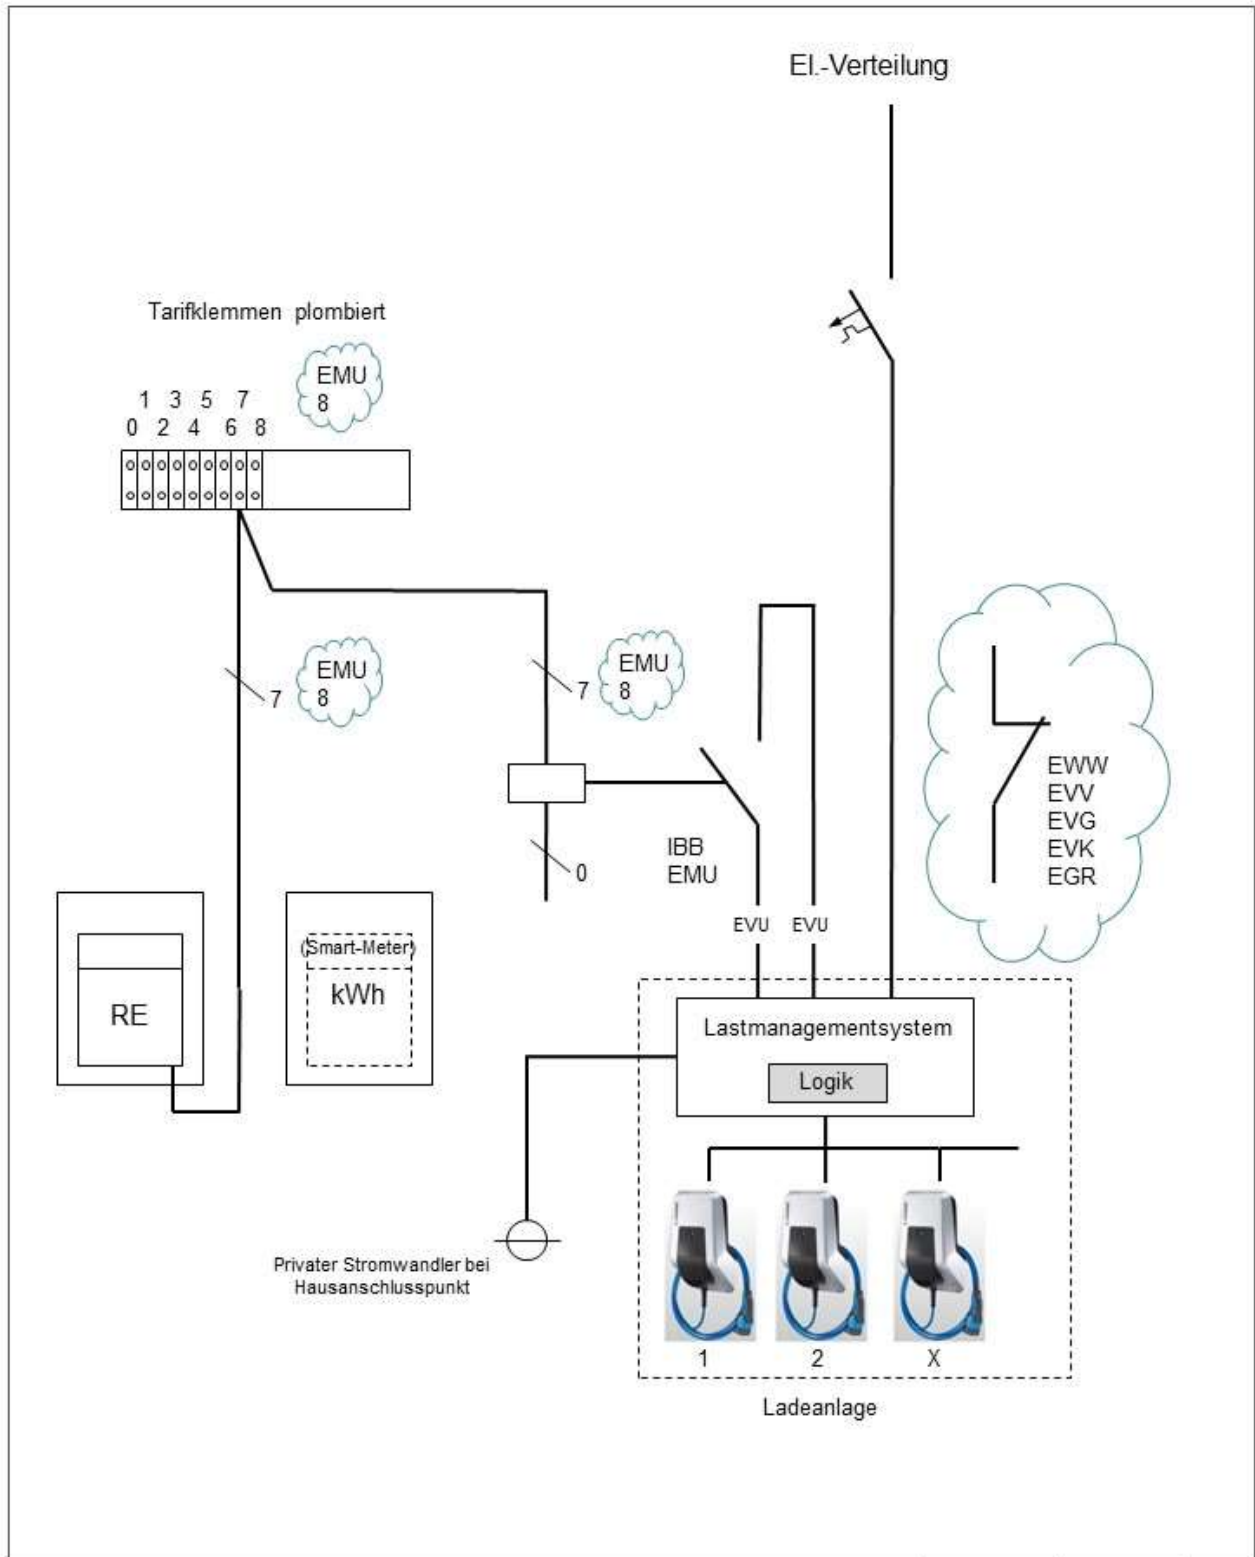 El.-Verteilung
Tarifklemmen plombiert
EMU
8
1 3 5 7
0 2 4 6 8
EMU
8
7
EMU
8
7
EWW
EVV
EVG
EVK
EGR
IBB
EMU
0
EVU EVU
(Smart-Meter)
kWh
RE
Lastmanagementsystem
Logik
Privater Stromwandler bei
Hausanschlusspunkt
1 2 X
Ladeanlage